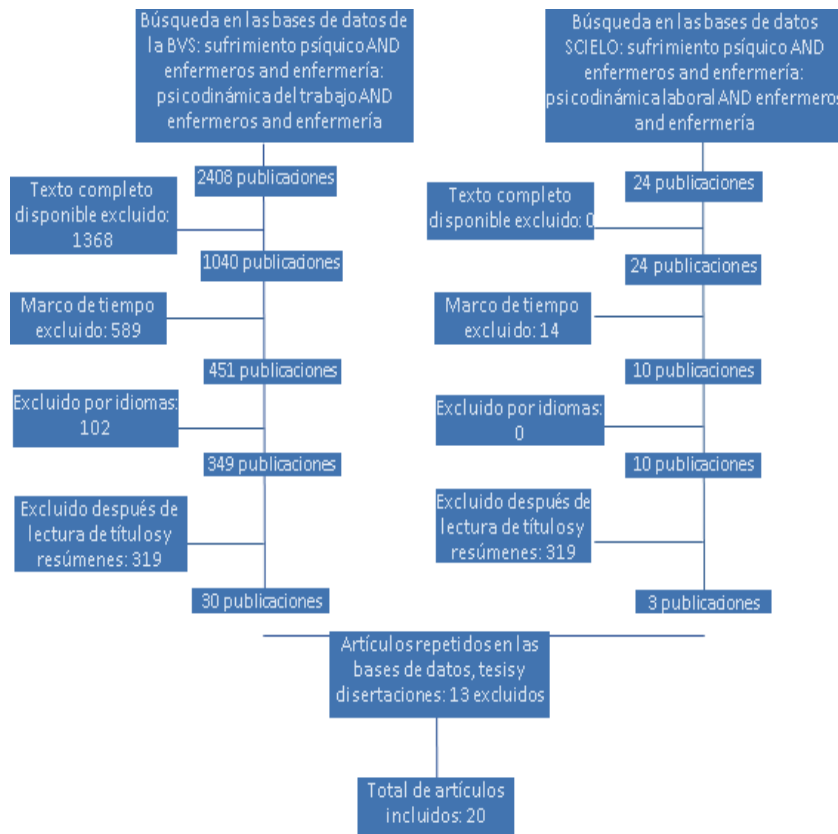 Búsqueda en las bases de datos de
la BVS: sufrimiento psíquico AND
enfermeros and enfermería:
psicodinámica del trabajo AND
enfermeros and enfermería
2408 publicaciones
Texto completo
disponible excluido:
1368
1040 publicaciones
Marco de tiempo
excluido: 589
451 publicaciones
Excluido por idiomas:
102
349 publicaciones
Excluido después de
lectura de títulos y
resúmenes: 319
30 publicaciones
Búsqueda en las bases de datos
SCIELO: sufrimiento psíquico AND
enfermeros and enfermería:
psicodinámica laboral AND enfermeros
and enfermería
24 publicaciones
Texto completo
disponible excluido: 0
24 publicaciones
Marco de tiempo
excluido: 14
10 publicaciones
Excluido por idiomas:
0
10 publicaciones
Excluido después de
lectura de títulos y
resúmenes: 319
3 publicaciones
Artículos repetidos en las
bases de datos, tesis y
disertaciones: 13 excluidos
Total de artículos
incluidos: 20